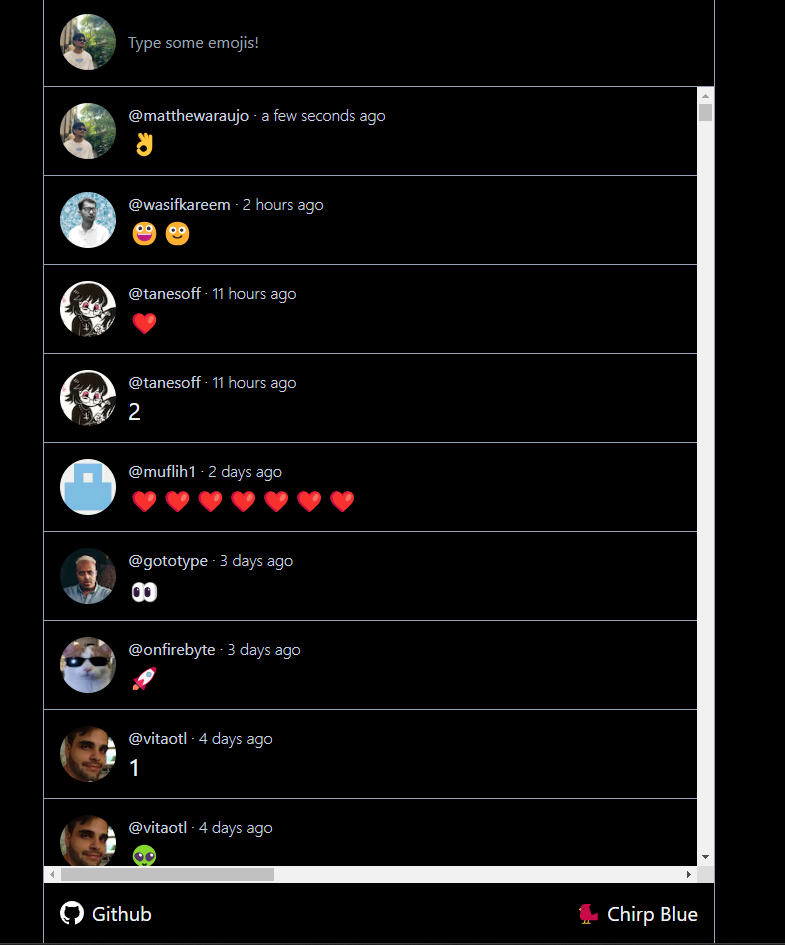 Type some emojis!
@matthewaraujo · a few seconds ago
👌
@wasifkareem · 2 hours ago
😀 🙂
@tanesoff · 11 hours ago
❤️
@tanesoff · 11 hours ago
2
@muflih1 · 2 days ago
❤️ ❤️ ❤️ ❤️ ❤️ ❤️ ❤️
@gototype · 3 days ago
👀
@onfirebyte · 3 days ago
🚀
@vitaotl · 4 days ago
1
@vitaotl · 4 days ago
👽
Github
Chirp Blue